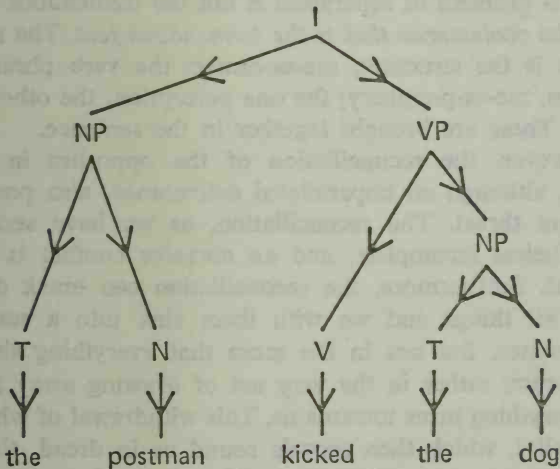 I
NP VP
NP
T N V T N
the postman kicked the dog